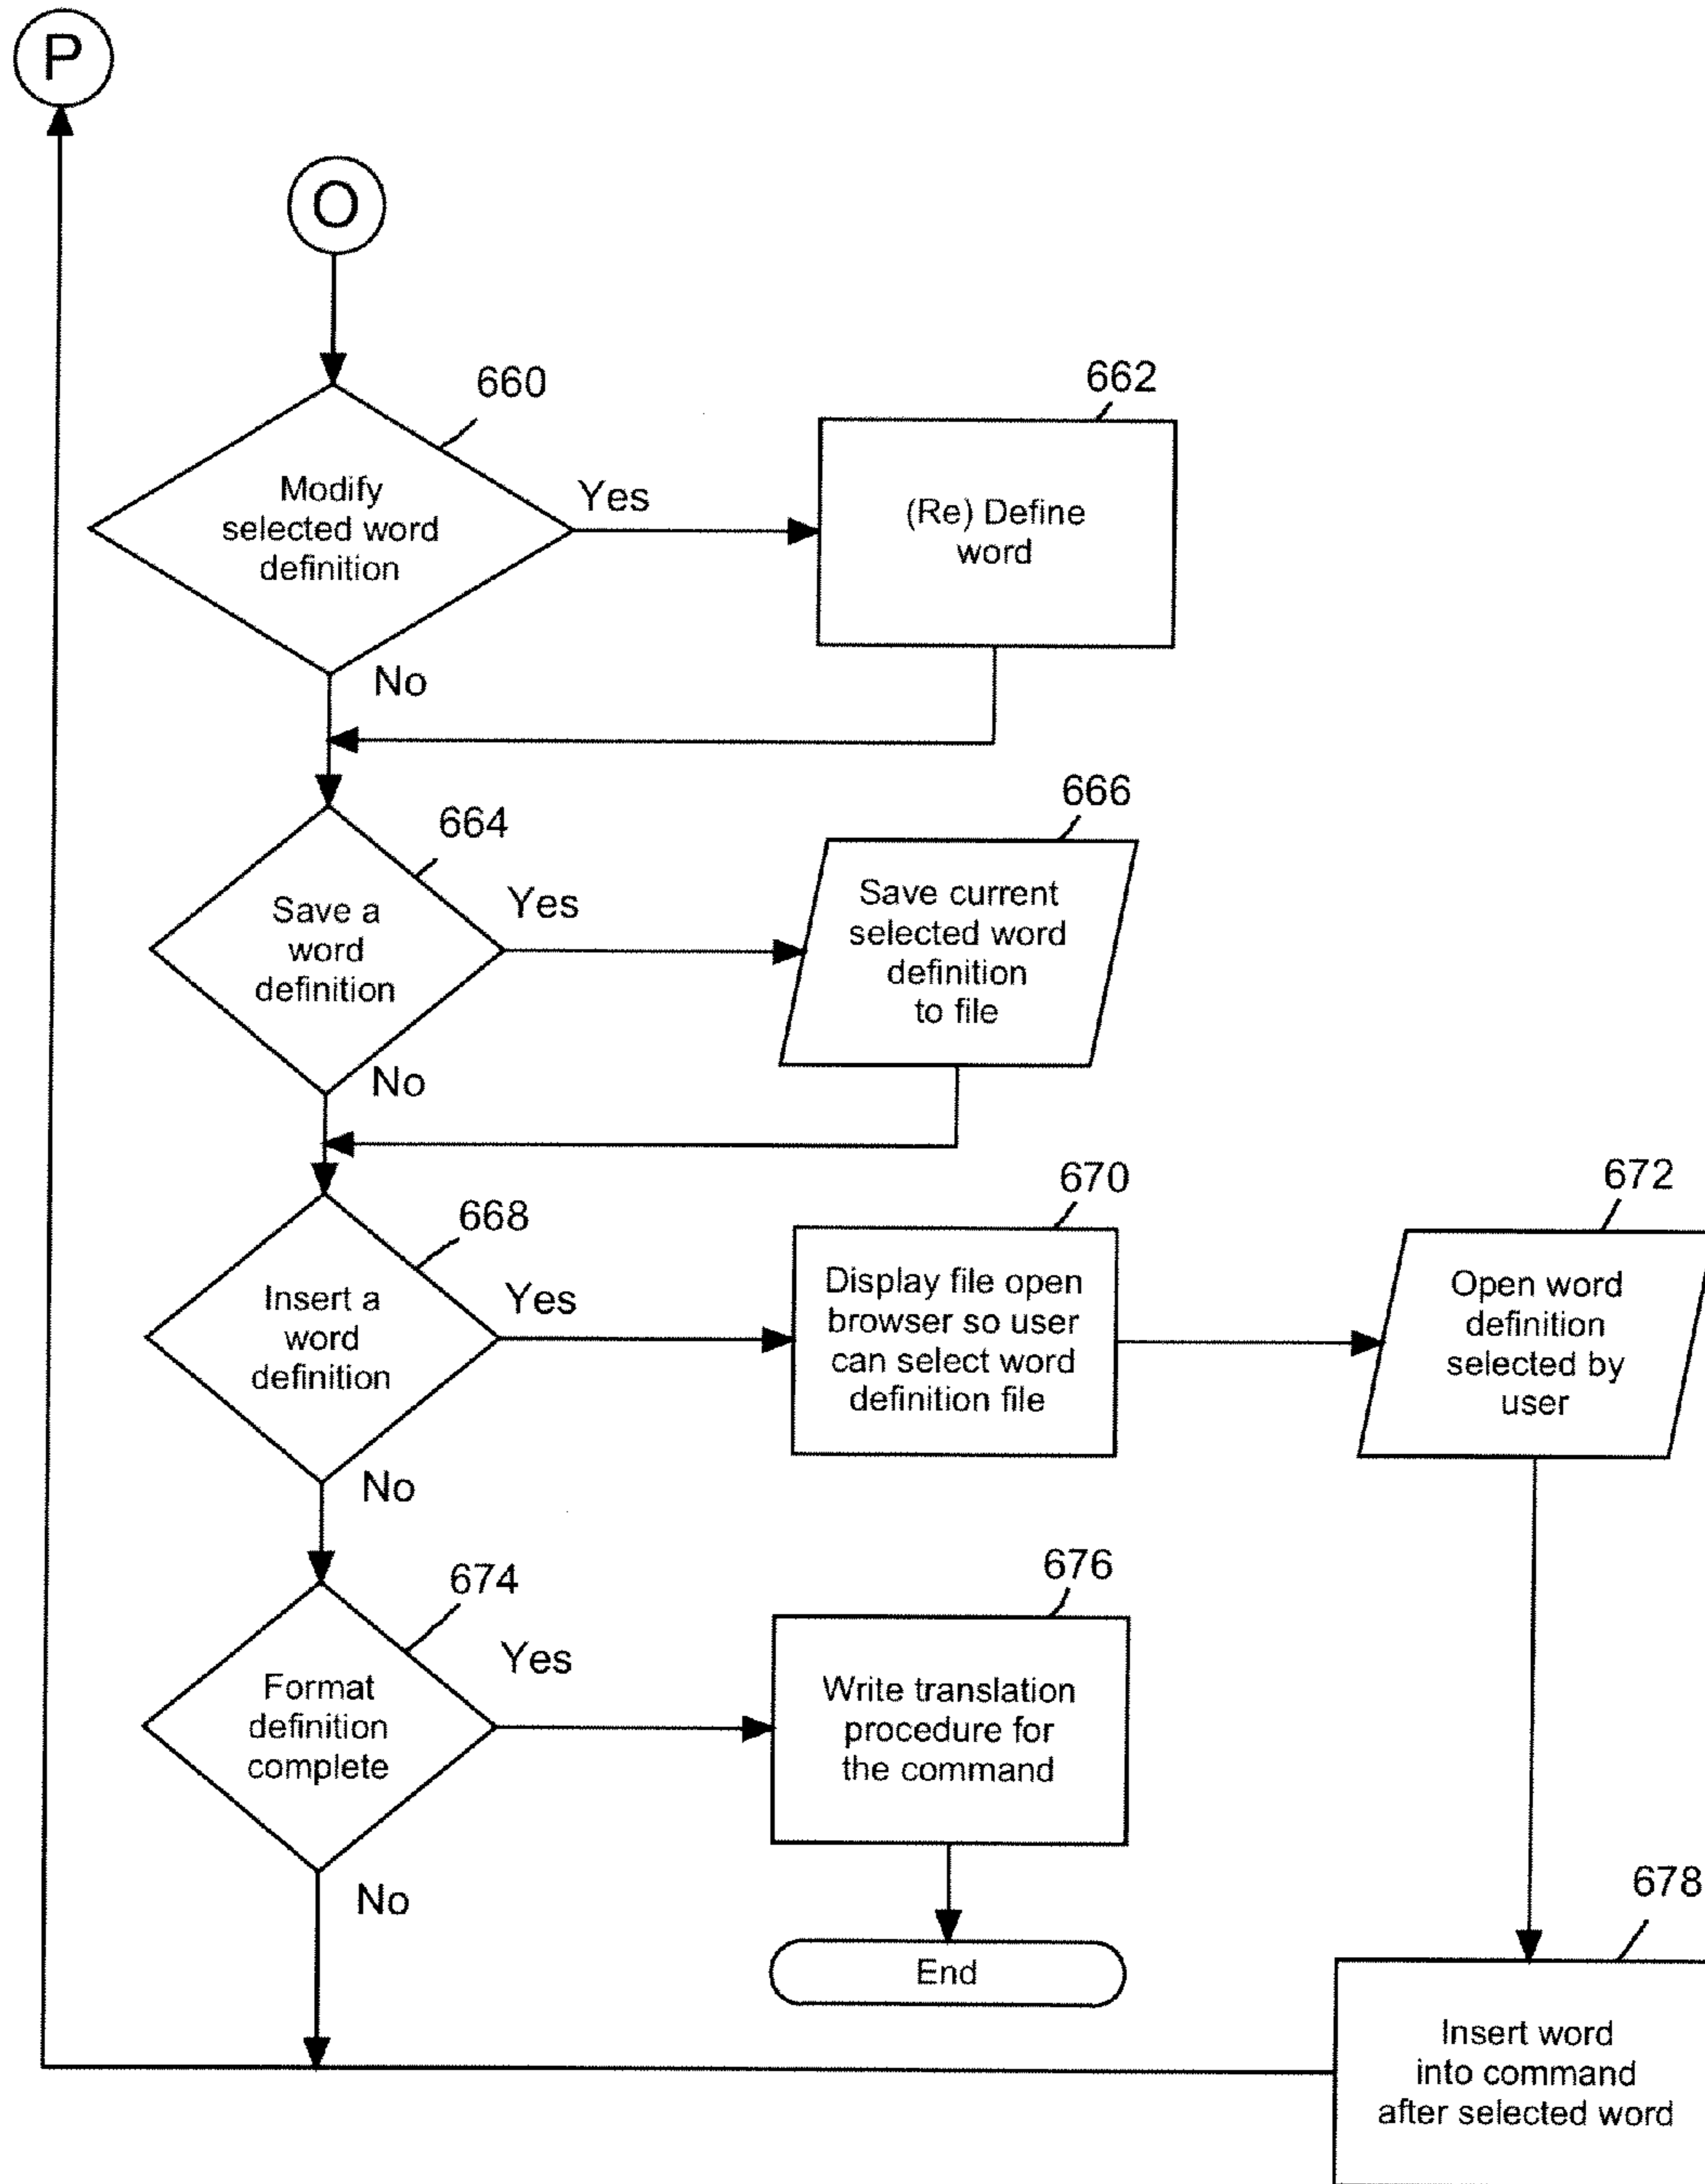 P
O
660
Modify
selected word
definition
Yes
662
(Re) Define
word
No
664
Save a
word
definition
Yes
666
Save current
selected word
definition
to file
No
668
Insert a
word
definition
Yes
670
Display file open
browser so user
can select word
definition file
672
Open word
definition
selected by
user
No
674
Format
definition
complete
Yes
676
Write translation
procedure for
the command
No
End
678
Insert word
into command
after selected word